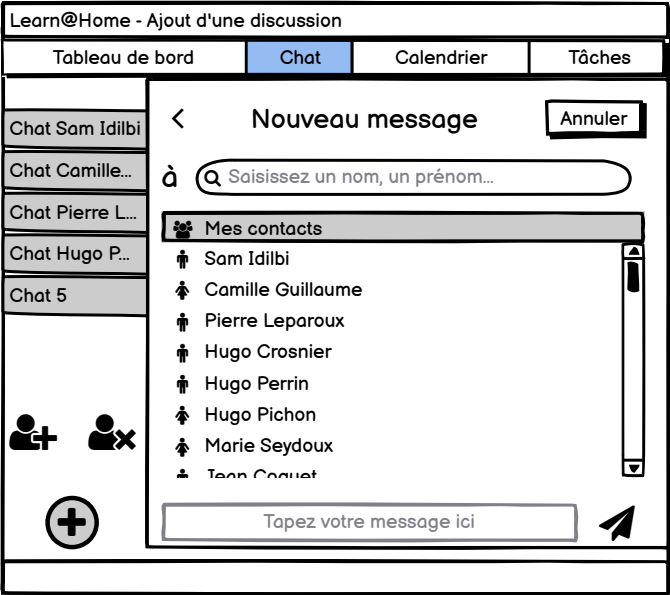 Learn@Home - Ajout d'une discussion
Tableau de bord
Chat
Calendrier
Tâches
Chat Sam Idilbi
Chat Camille...
Chat Pierre L...
Chat Hugo P...
Chat 5
Nouveau message
Annuler
à
Saisissez un nom, un prénom...
Mes contacts
Sam Idilbi
Camille Guillaume
Pierre Leparoux
Hugo Crosnier
Hugo Perrin
Hugo Pichon
Marie Seydoux
Jean Coquet
Tapez votre message ici